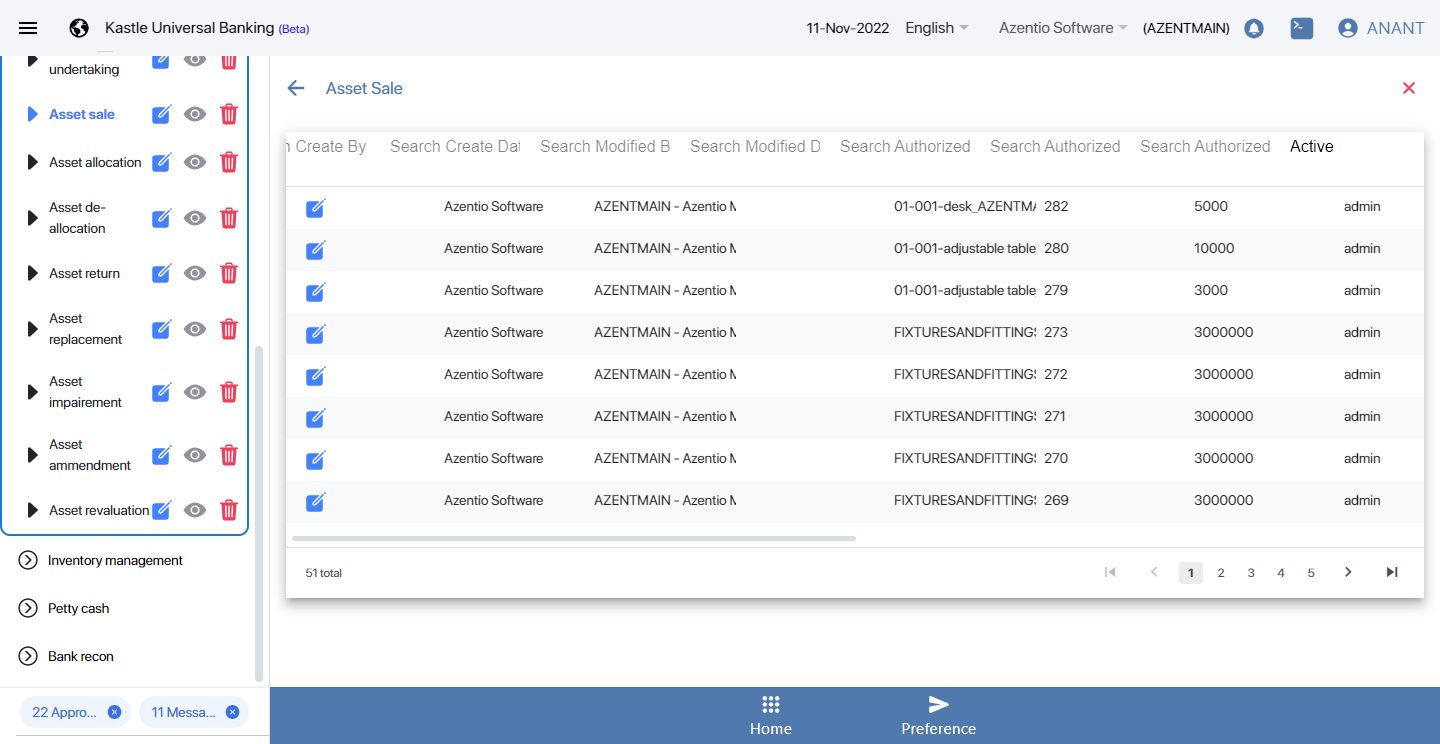 Kastle Universal Banking (Beta)
11-Nov-2022
English
Azentio Software
(AZENTMAIN)
ANANT
undertaking
Asset sale
Asset allocation
Asset de-
allocation
Asset return
Asset
replacement
Asset
impairement
Asset
ammendment
Asset revaluation
Inventory management
Petty cash
Bank recon
22 Appro...
11 Messa...
Asset Sale
Create By Search Create Dat Search Modified B Search Modified D Search Authorized Search Authorized Search Authorized Active
Azentio Software AZENTMAIN - Azentio M 01-001-desk_AZENTMA 282 5000 admin
Azentio Software AZENTMAIN - Azentio M 01-001-adjustable table 280 10000 admin
Azentio Software AZENTMAIN - Azentio M 01-001-adjustable table 279 3000 admin
Azentio Software AZENTMAIN - Azentio M FIXTURESANDFITTINGS 273 3000000 admin
Azentio Software AZENTMAIN - Azentio M FIXTURESANDFITTINGS 272 3000000 admin
Azentio Software AZENTMAIN - Azentio M FIXTURESANDFITTINGS 271 3000000 admin
Azentio Software AZENTMAIN - Azentio M FIXTURESANDFITTINGS 270 3000000 admin
Azentio Software AZENTMAIN - Azentio M FIXTURESANDFITTINGS 269 3000000 admin
51 total
1 2 3 4 5
Home
Preference